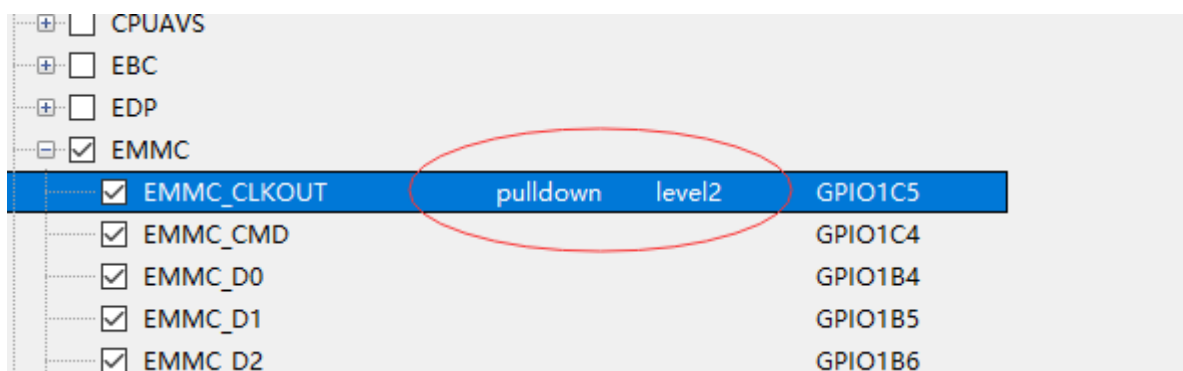 CPUAVS
EBC
EDP
EMMC
EMMC_CLKOUT pulldown level2 GPIO1C5
EMMC_CMD GPIO1C4
EMMC_D0 GPIO1B4
EMMC_D1 GPIO1B5
EMMC_D2 GPIO1B6